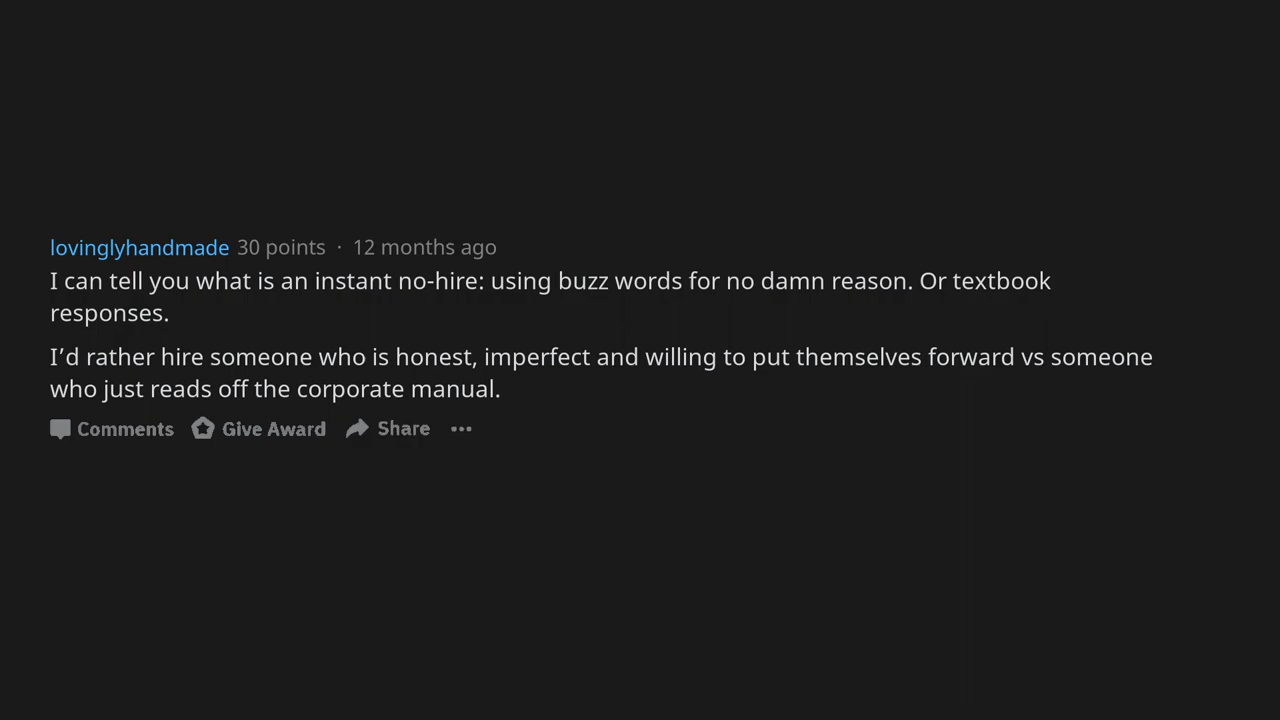 lovinglyhandmade 30 points · 12 months ago
I can tell you what is an instant no-hire: using buzz words for no damn reason. Or textbook
responses.
I’d rather hire someone who is honest, imperfect and willing to put themselves forward vs someone
who just reads off the corporate manual.
Comments Give Award Share ...